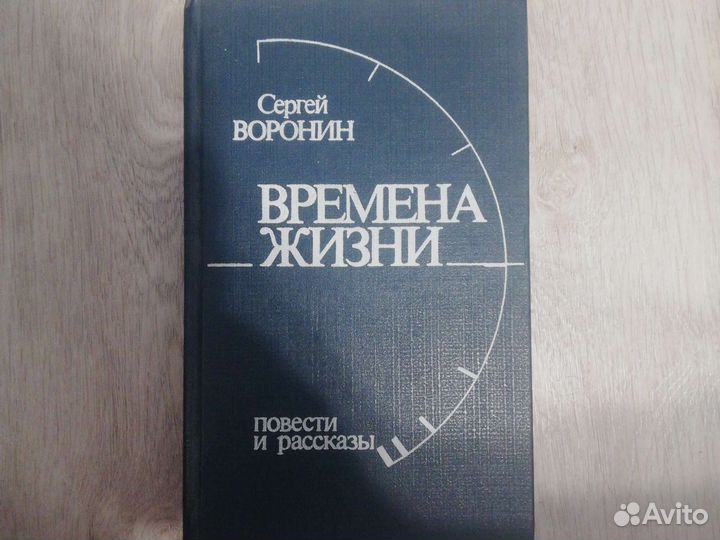 Сергей
ВОРОНИН
ВРЕМЕНА
ЖИЗНИ
повести
и рассказы
Avito